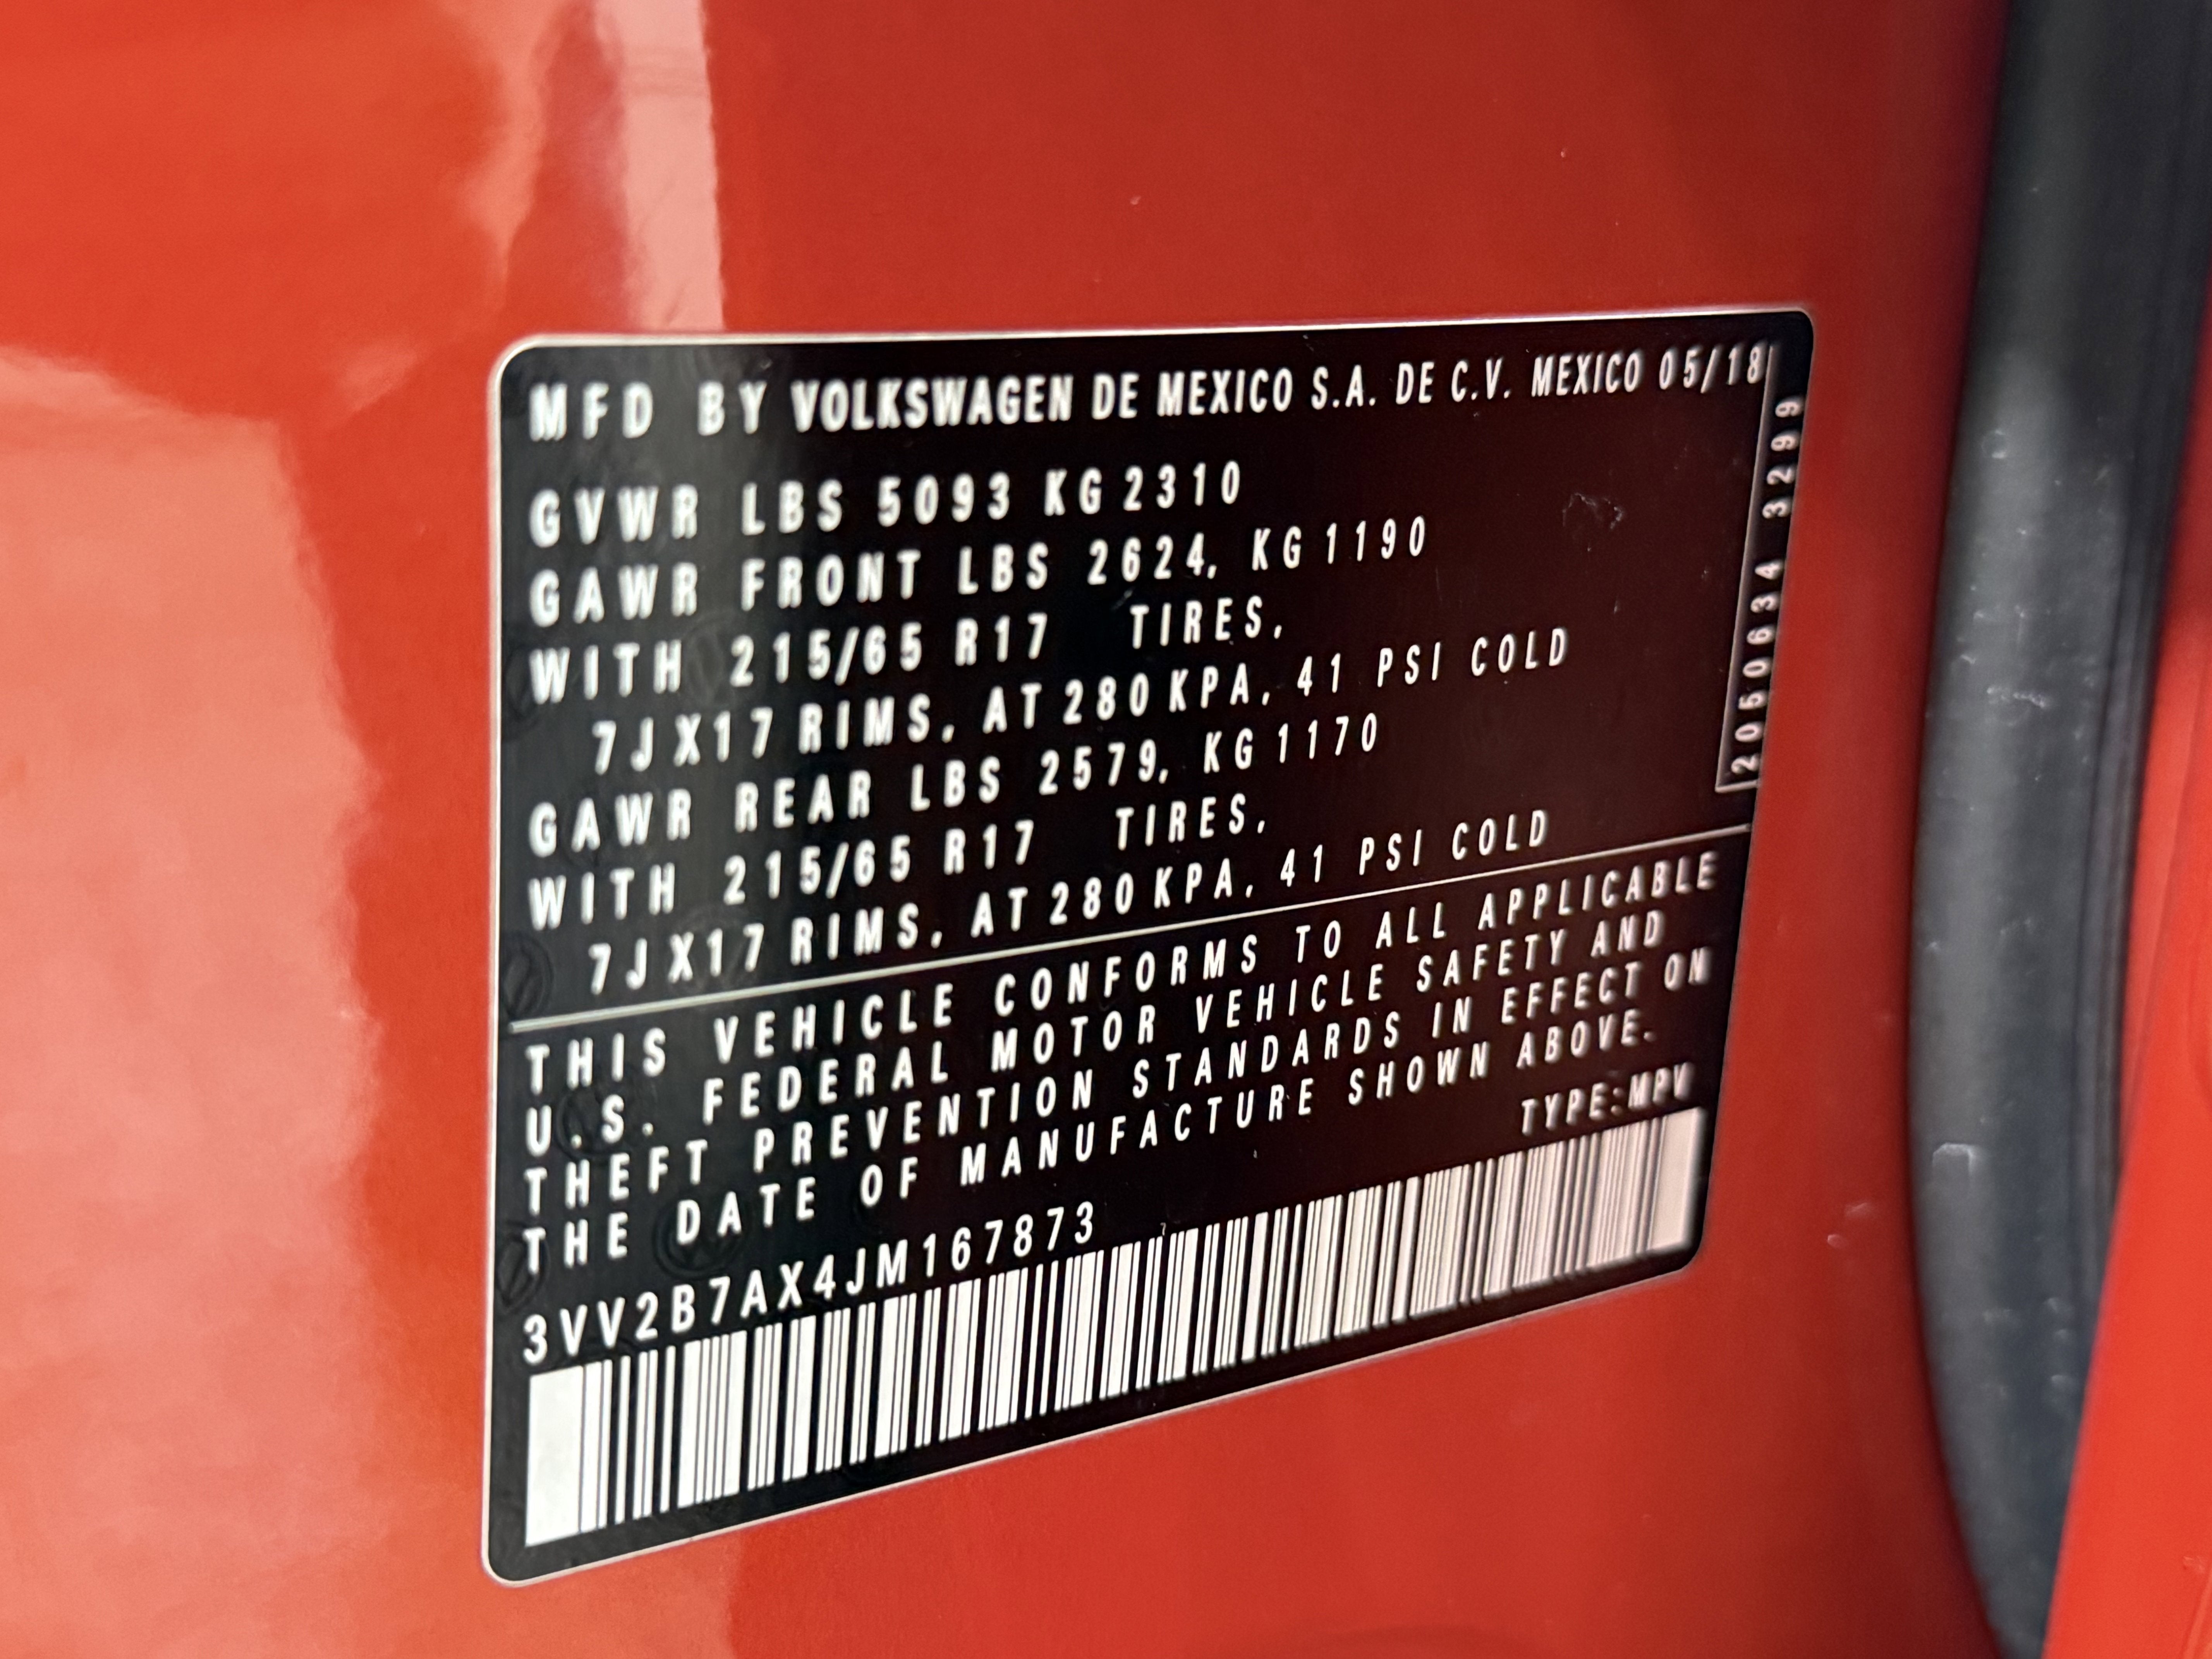 MFD BY VOLKSWAGEN DE MEXICO S.A. DE C.V. MEXICO 05/18
GVWR LBS 5093 KG 2310
GAWR FRONT LBS 2624, KG 1190
WITH 215/65 R17 TIRES,
7J X17 RIMS, AT 280 KPA, 41 PSI COLD
GAWR REAR LBS 2579, KG 1170
WITH 215/65 R17 TIRES,
7J X17 RIMS, AT 280 KPA, 41 PSI COLD
2050634 3299
THIS VEHICLE CONFORMS TO ALL APPLICABLE
U.S. FEDERAL MOTOR VEHICLE SAFETY AND
THEFT PREVENTION STANDARDS IN EFFECT ON
THE DATE OF MANUFACTURE SHOWN ABOVE.
TYPE:MPV
3VV2B7AX4JM167873